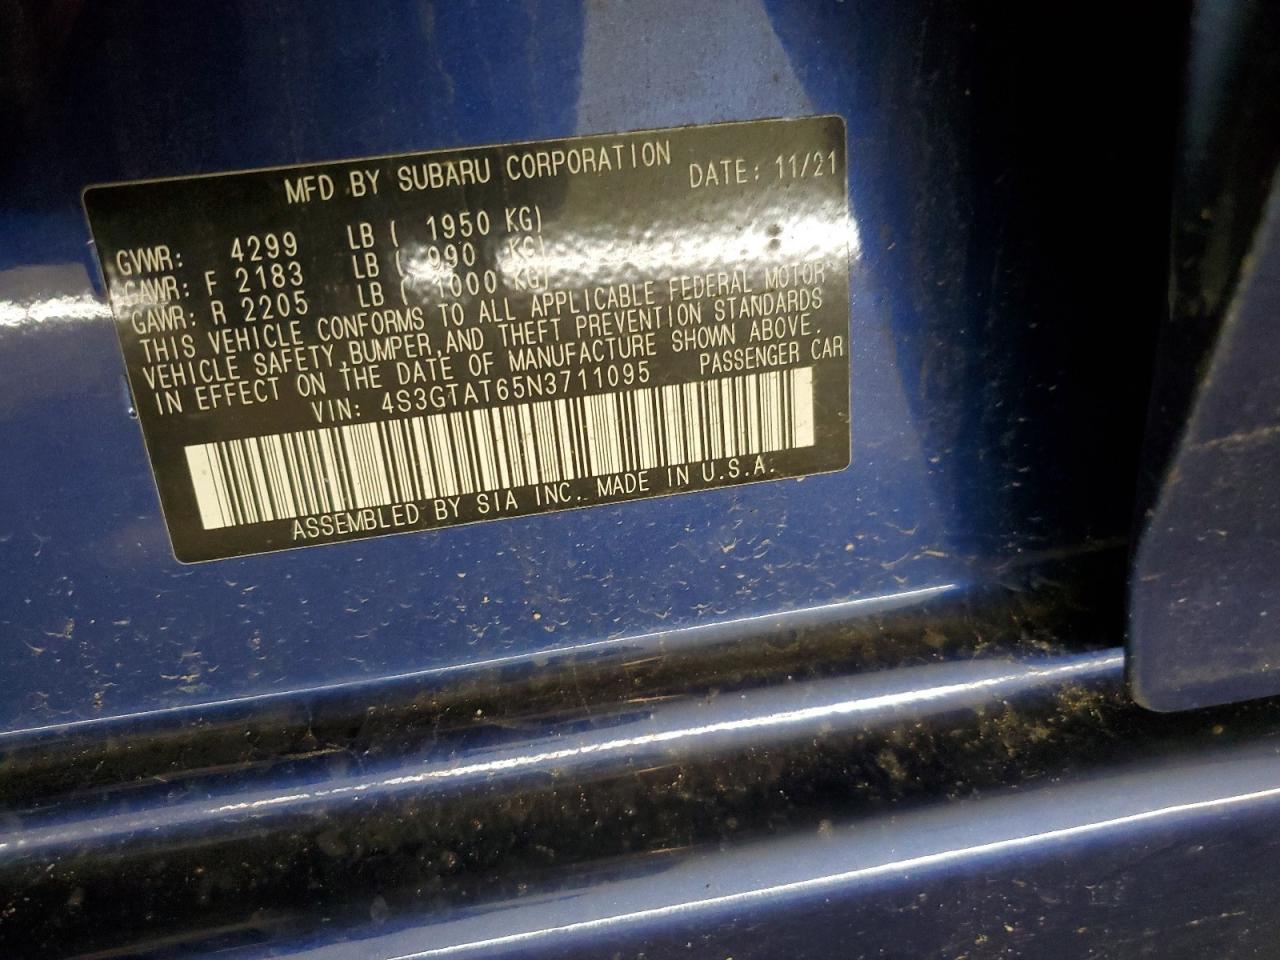 MFD BY SUBARU CORPORATION DATE: 11/21
GVWR: 4299 LB ( 1950 KG)
GAWR: F 2183 LB ( 990 KG)
GAWR: R 2205 LB ( 1000 KG)
THIS VEHICLE CONFORMS TO ALL APPLICABLE FEDERAL MOTOR
VEHICLE SAFETY,BUMPER,AND THEFT PREVENTION STANDARDS
IN EFFECT ON THE DATE OF MANUFACTURE SHOWN ABOVE.
VIN: 4S3GTAT65N3711095 PASSENGER CAR
ASSEMBLED BY SIA INC. MADE IN U.S.A.